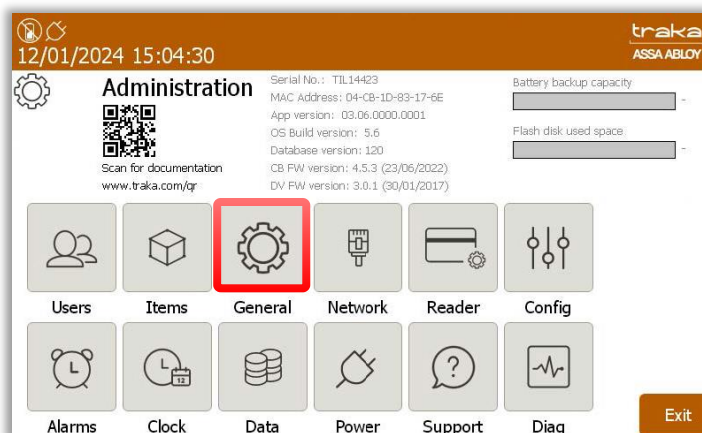 12/01/2024 15:04:30
traka
ASSA ABLOY
Administration
Scan for documentation
www.traka.com/qr
Serial No.: TIL14423
MAC Address: 04-CB-1D-83-17-6E
App version: 03.06.0000.0001
OS Build version: 5.6
Database version: 120
CB FW version: 4.5.3 (23/06/2022)
DV FW version: 3.0.1 (30/01/2017)
Battery backup capacity
-
Flash disk used space
-
Users Items General Network Reader Config
12
?
Alarms Clock Data Power Support Diag
Exit